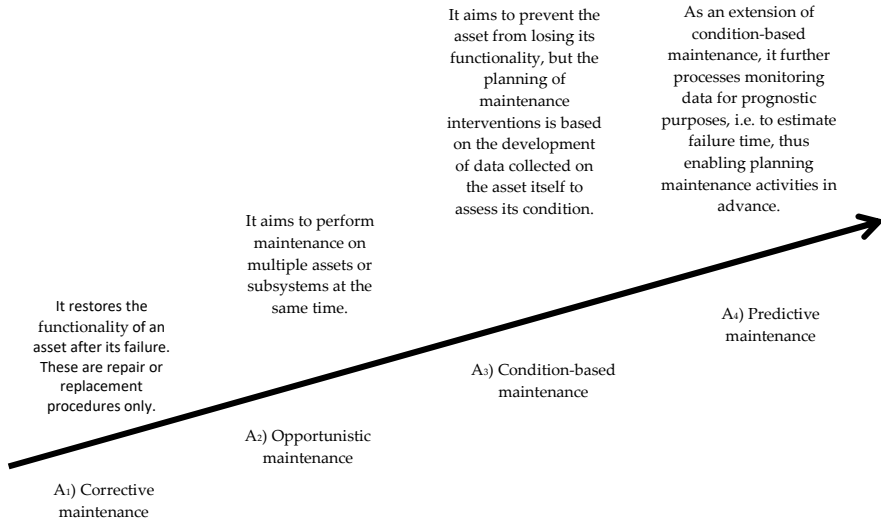 It restores the
functionality of an
asset after its failure.
These are repair or
replacement
procedures only.
A₁) Corrective
maintenance
It aims to perform
maintenance on
multiple assets or
subsystems at the
same time.
A₂) Opportunistic
maintenance
It aims to prevent the
asset from losing its
functionality, but the
planning of
maintenance
interventions is based
on the development
of data collected on
the asset itself to
assess its condition.
A₃) Condition-based
maintenance
As an extension of
condition-based
maintenance, it further
processes monitoring
data for prognostic
purposes, i.e. to estimate
failure time, thus
enabling planning
maintenance activities in
advance.
A₄) Predictive
maintenance